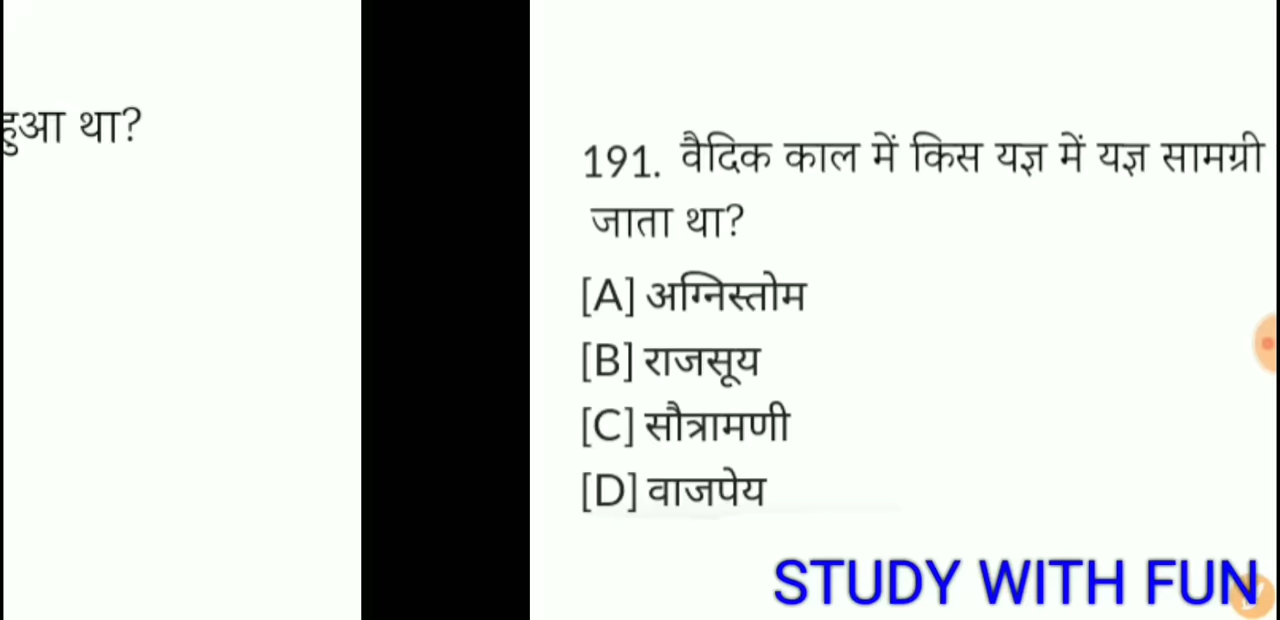 हुआ था?
191. वैदिक काल में किस यज्ञ में यज्ञ सामग्री
जाता था?
[A] अग्निस्तोम
[B] राजसूय
[C] सौत्रामणी
[D] वाजपेय
STUDY WITH FUN